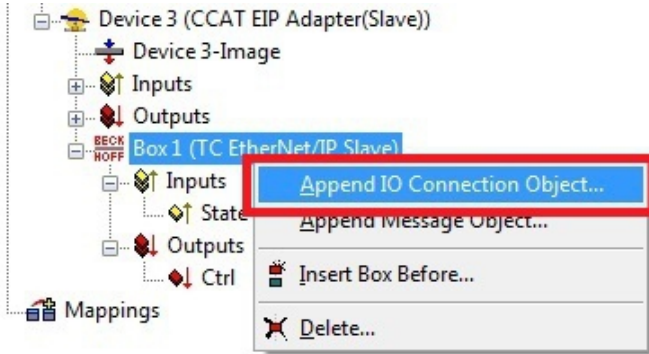 Device 3 (CCAT EIP Adapter(Slave))
Device 3-Image
Inputs
Outputs
BECK
HOFF
Box 1 (TC EtherNet/IP Slave)
Inputs
State
Outputs
Ctrl
Mappings
Append IO Connection Object...
Append Message Object...
Insert Box Before...
Delete...